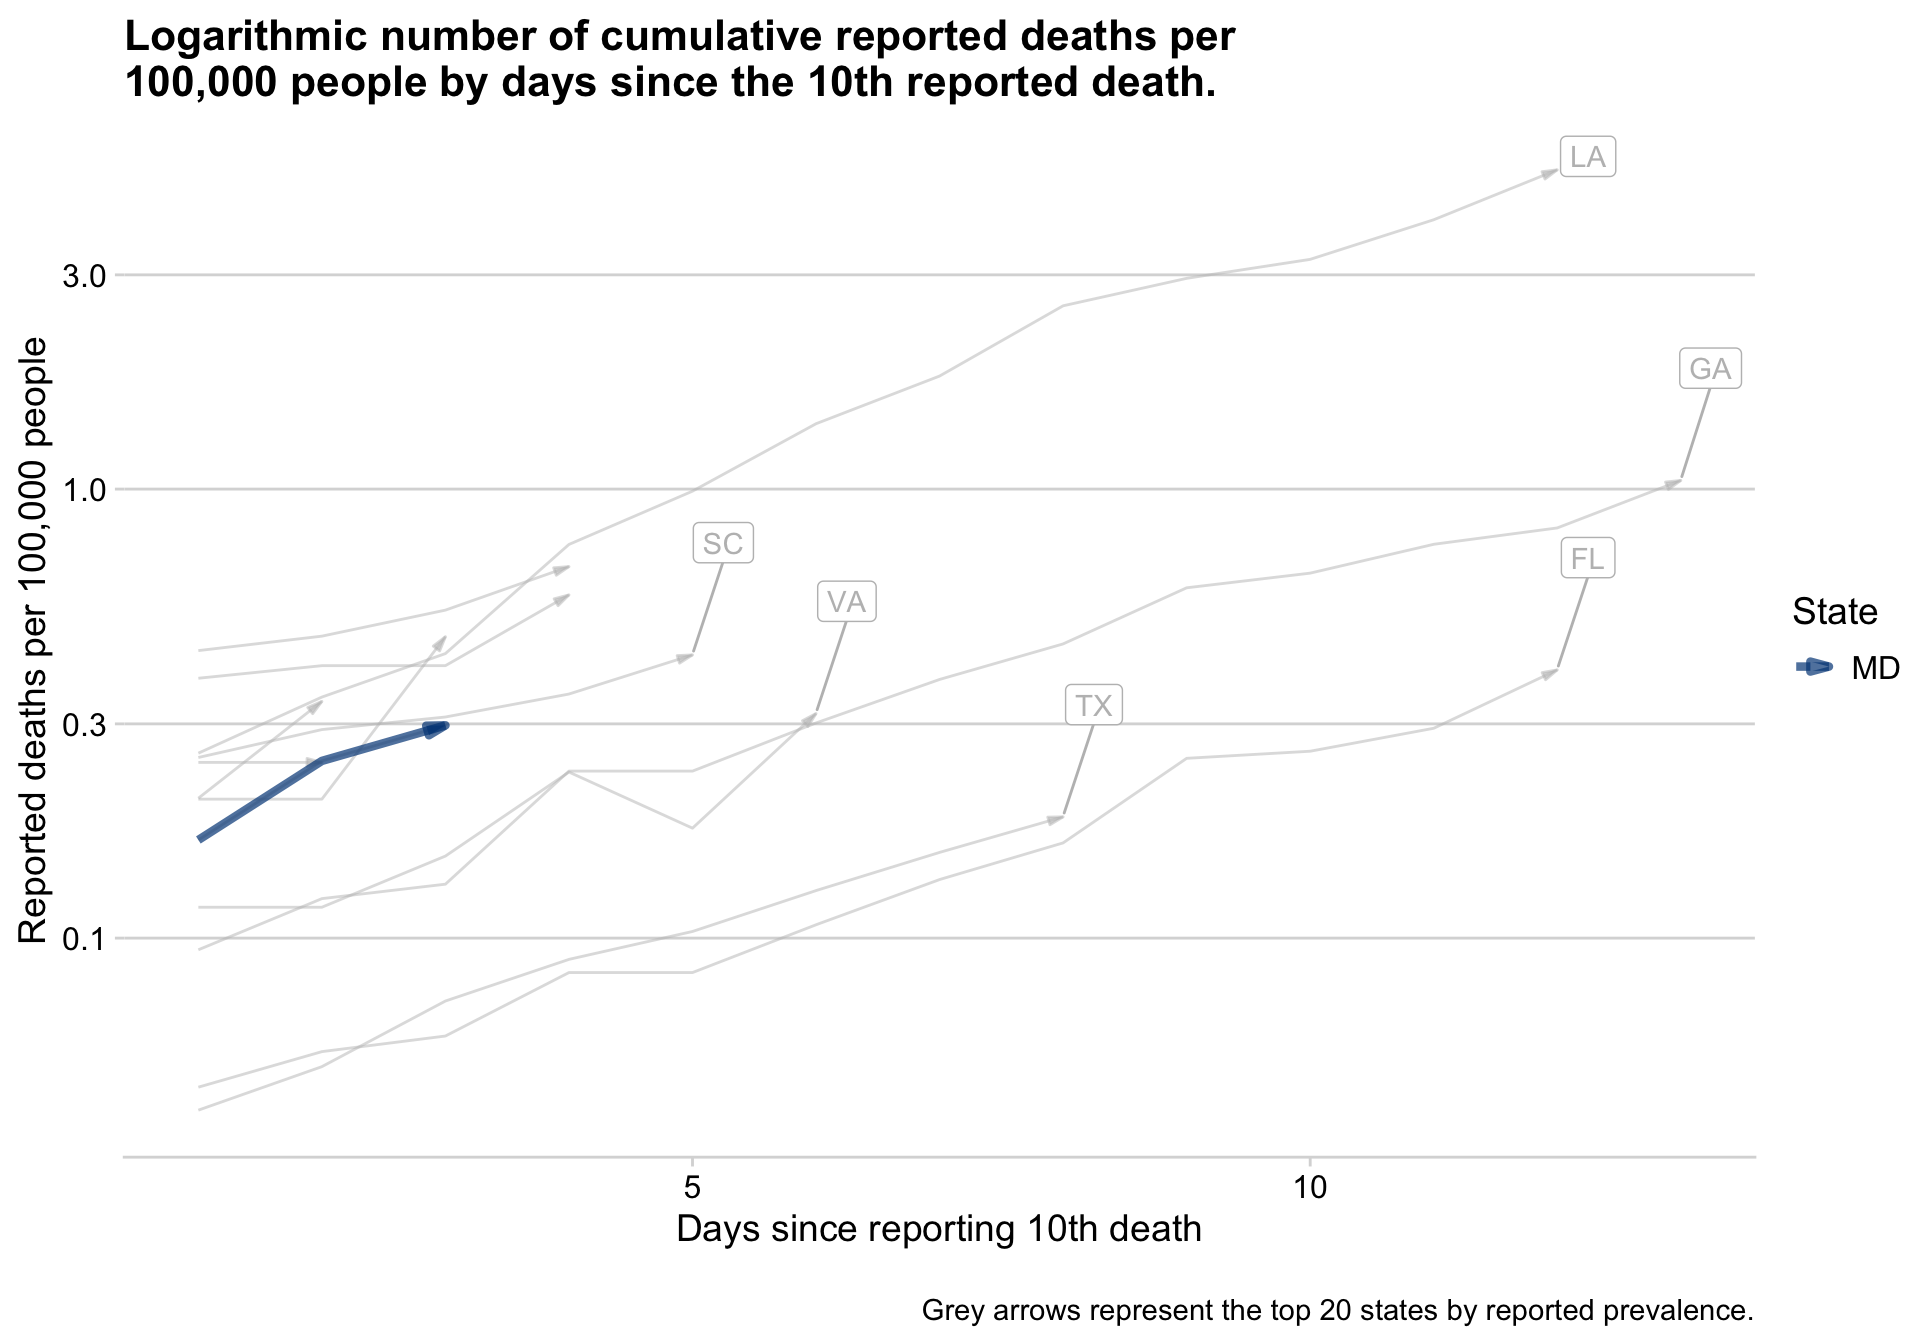 Logarithmic number of cumulative reported deaths per
100,000 people by days since the 10th reported death.
LA
3.0
GA
1.0
SC
FL
VA
TX
0.3
0.1
Reported deaths per 100,000 people
State
MD
5
10
Days since reporting 10th death
Grey arrows represent the top 20 states by reported prevalence.